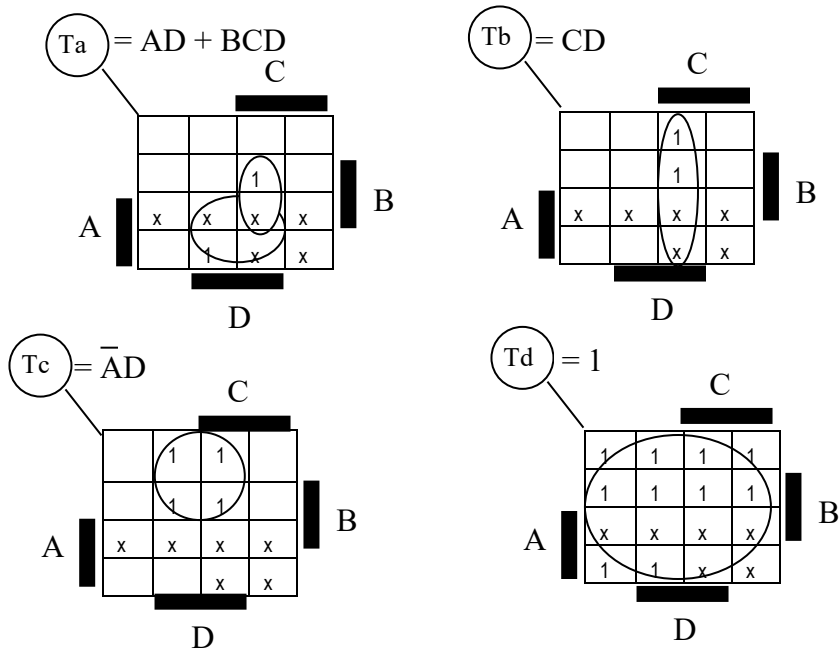 Ta = AD + BCD
C
1
x x x x
1 x x
A
B
D
Tb = CD
C
1
1
x x x x
x x
A
B
D
Tc = A̅D
C
1 1
1 1
x x x x
x x
A
B
D
Td = 1
C
1 1 1 1
1 1 1 1
x x x x
1 1 x x
A
B
D